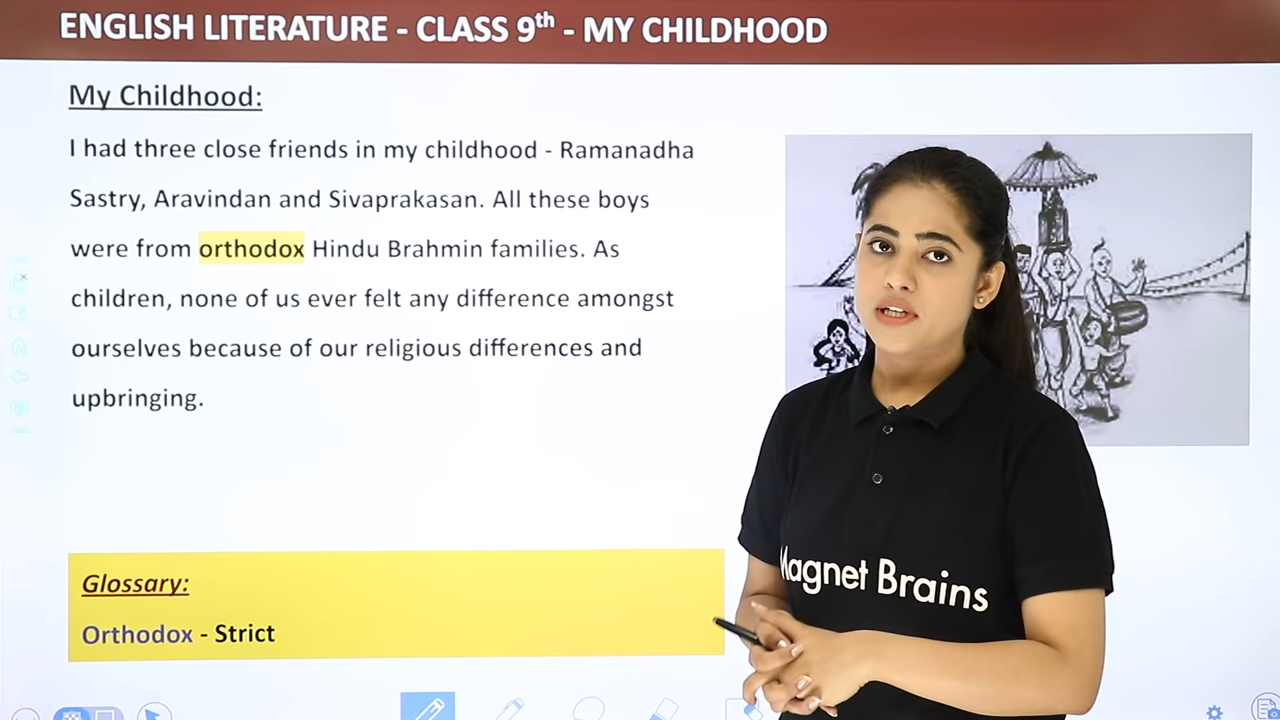 ENGLISH LITERATURE - CLASS 9th - MY CHILDHOOD
My Childhood:
I had three close friends in my childhood - Ramanadha
Sastry, Aravindan and Sivaprakasan. All these boys
were from orthodox Hindu Brahmin families. As
children, none of us ever felt any difference amongst
ourselves because of our religious differences and
upbringing.
Glossary:
Orthodox - Strict
Magnet Brains